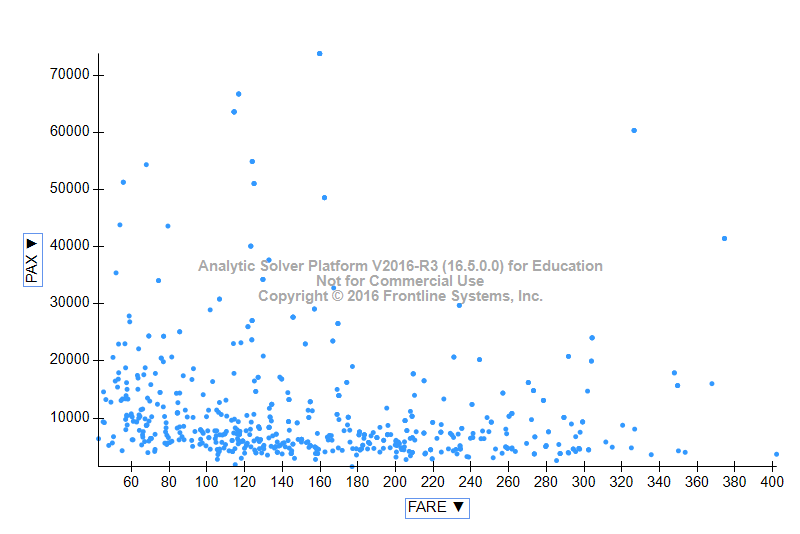 70000
60000
50000
40000
30000
20000
10000
PAX ▼
Analytic Solver Platform V2016-R3 (16.5.0.0) for Education
Not for Commercial Use
Copyright © 2016 Frontline Systems, Inc.
60 80 100 120 140 160 180 200 220 240 260 280 300 320 340 360 380 400
FARE ▼